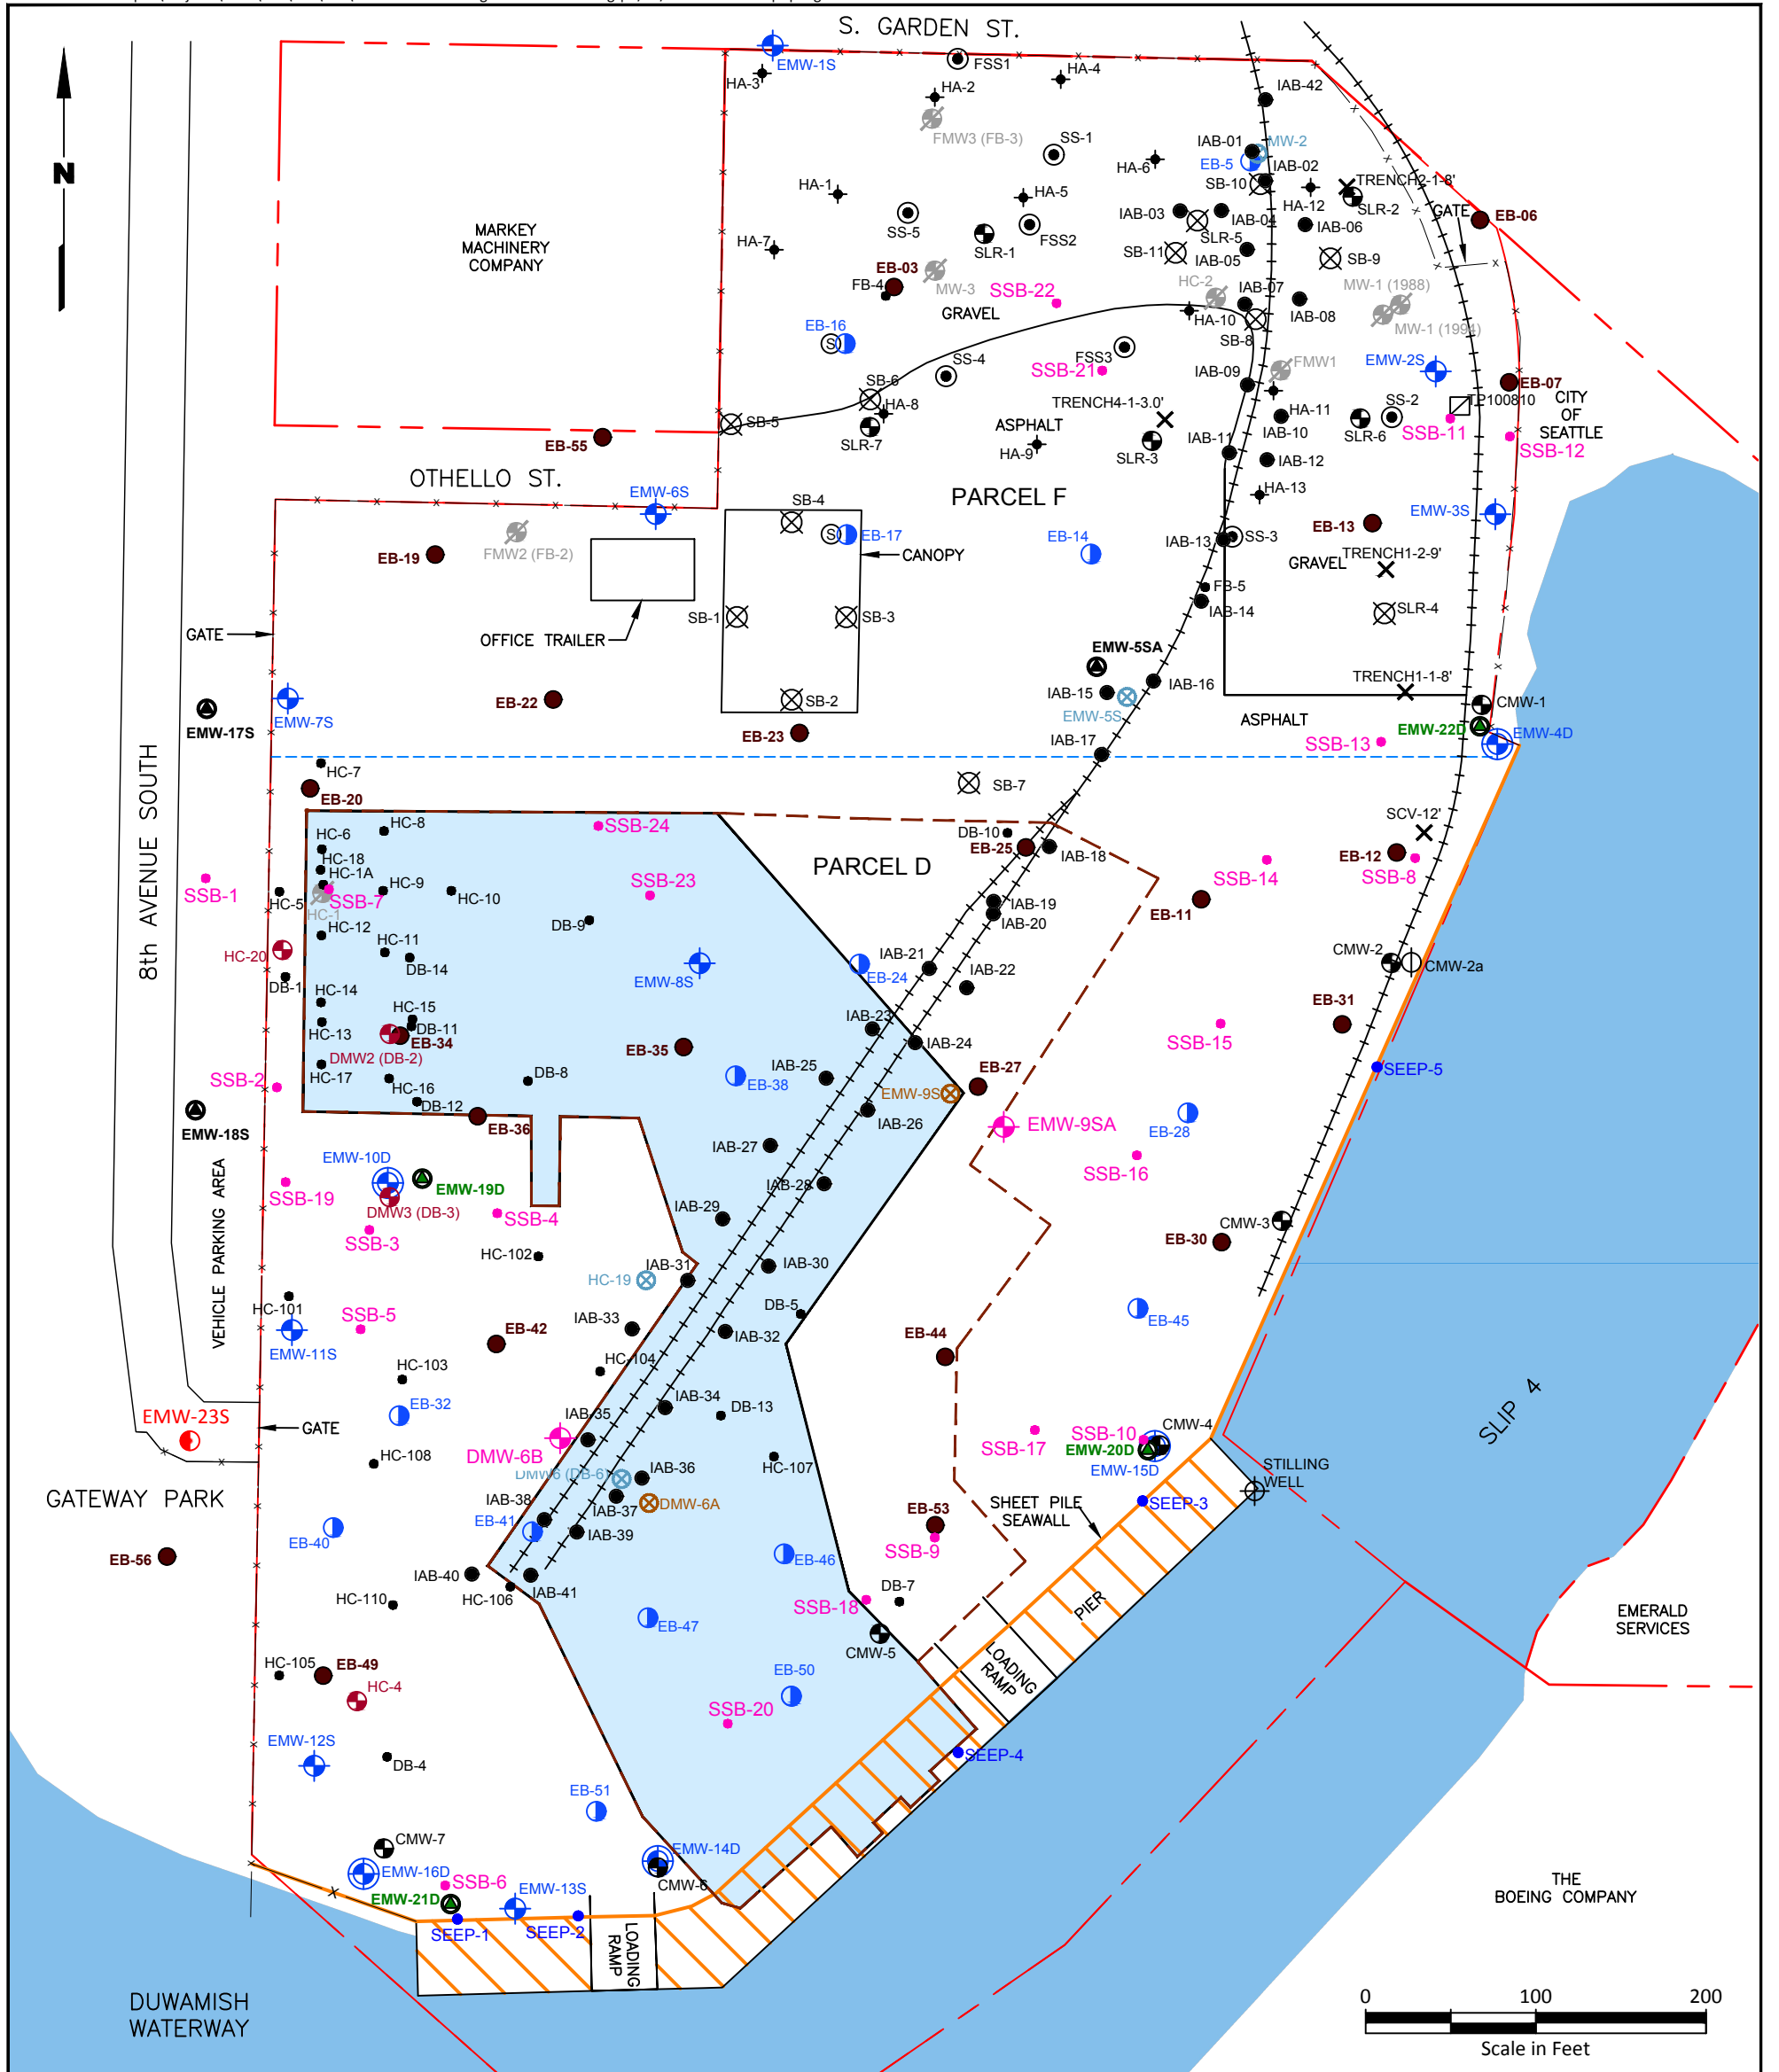 S. GARDEN ST.
EMW-1S
FSS1
HA-3
HA-4
HA-2
IAB-42
FMW3 (FB-3)
SS-1
IAB-01
MW-2
HA-6
EB-5
IAB-02
N
SB-10
TRENCH2-1-8'
HA-1
HA-5
HA-12
SLR-2
GATE
EB-06
IAB-03
IAB-04
SS-5
FSS2
IAB-06
MARKEY
MACHINERY
COMPANY
SLR-1
SLR-5
HA-7
SB-11
IAB-05
SB-9
EB-03
FB-4
MW-3
HC-2
MW-1 (1988)
SSB-22
IAB-07
GRAVEL
HA-10
IAB-08
MW-1 (1994)
EB-16
S
SB-8
FSS3
SS-4
SSB-21
FMW1
EMW-2S
SB-6
IAB-09
EB-07
HA-8
TRENCH4-1-3.0'
HA-11
SS-2
TP100810
CITY
OF
SEATTLE
SB-5
ASPHALT
IAB-10
SLR-6
SSB-11
EB-55
SLR-7
HA-9
SLR-3
IAB-11
SSB-12
IAB-12
OTHELLO ST.
EMW-6S
PARCEL F
HA-13
SB-4
EMW-3S
EB-13
S
EB-17
EB-14
IAB-13
SS-3
EB-19
FMW2 (FB-2)
CANOPY
TRENCH1-2-9'
GRAVEL
FB-5
IAB-14
SLR-4
SB-1
SB-3
GATE
OFFICE TRAILER
EMW-5SA
TRENCH1-1-8'
IAB-15
IAB-16
EB-22
SB-2
CMW-1
EMW-7S
EMW-5S
ASPHALT
EMW-17S
EB-23
EMW-22D
EMW-4D
SSB-13
IAB-17
HC-7
SB-7
EB-20
SCV-12'
HC-8
SSB-24
DB-10
HC-6
EB-25
IAB-18
EB-12
HC-18
PARCEL D
HC-1A
SSB-14
SSB-8
SSB-1
HC-5
SSB-7
HC-9
HC-10
SSB-23
IAB-19
EB-11
HC-1
DB-9
IAB-20
HC-12
HC-11
HC-20
DB-14
IAB-21
CMW-2
CMW-2a
8th AVENUE SOUTH
DB-1
EMW-8S
EB-24
IAB-22
HC-14
HC-15
EB-31
HC-13
DB-11
IAB-23
EB-34
SSB-15
EB-35
IAB-24
DMW2 (DB-2)
HC-17
IAB-25
SEEP-5
SSB-2
HC-16
DB-8
EB-38
EB-27
EMW-9S
DB-12
EMW-18S
EB-36
IAB-26
EMW-9SA
EB-28
IAB-27
EMW-10D
SSB-16
VEHICLE PARKING AREA
SSB-19
EMW-19D
IAB-28
DMW3 (DB-3)
SSB-4
IAB-29
SSB-3
CMW-3
EB-30
HC-102
IAB-31
IAB-30
HC-19
HC-101
SSB-5
DB-5
EB-45
IAB-33
IAB-32
EB-42
EB-44
EMW-11S
HC-103
HC-104
SLIP 4
IAB-34
EB-32
DB-13
EMW-23S
GATE
IAB-35
SSB-10
CMW-4
SSB-17
EMW-20D
HC-108
DMW-6B
HC-107
EMW-15D
STILLING
WELL
DMW6 (DB-6)
IAB-36
GATEWAY PARK
IAB-38
IAB-37
DMW-6A
EB-53
SHEET PILE
SEAWALL
SEEP-3
EB-41
IAB-39
EB-40
SSB-9
EB-56
EB-46
IAB-40
IAB-41
HC-106
DB-7
HC-110
SSB-18
PIER
EB-47
EMERALD
SERVICES
CMW-5
HC-105
EB-49
LOADING
RAMP
EB-50
HC-4
SSB-20
EMW-12S
SEEP-4
DB-4
EB-51
CMW-7
EMW-14D
EMW-16D
CMW-6
SSB-6
EMW-13S
THE
BOEING COMPANY
EMW-21D
SEEP-1
SEEP-2
LOADING
RAMP
DUWAMISH
WATERWAY
0 100 200
Scale in Feet